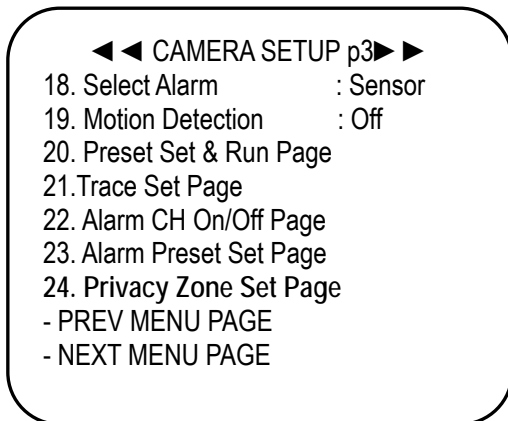 ◄ ◄ CAMERA SETUP p3► ►
18. Select Alarm : Sensor
19. Motion Detection : Off
20. Preset Set & Run Page
21.Trace Set Page
22. Alarm CH On/Off Page
23. Alarm Preset Set Page
24. Privacy Zone Set Page
- PREV MENU PAGE
- NEXT MENU PAGE